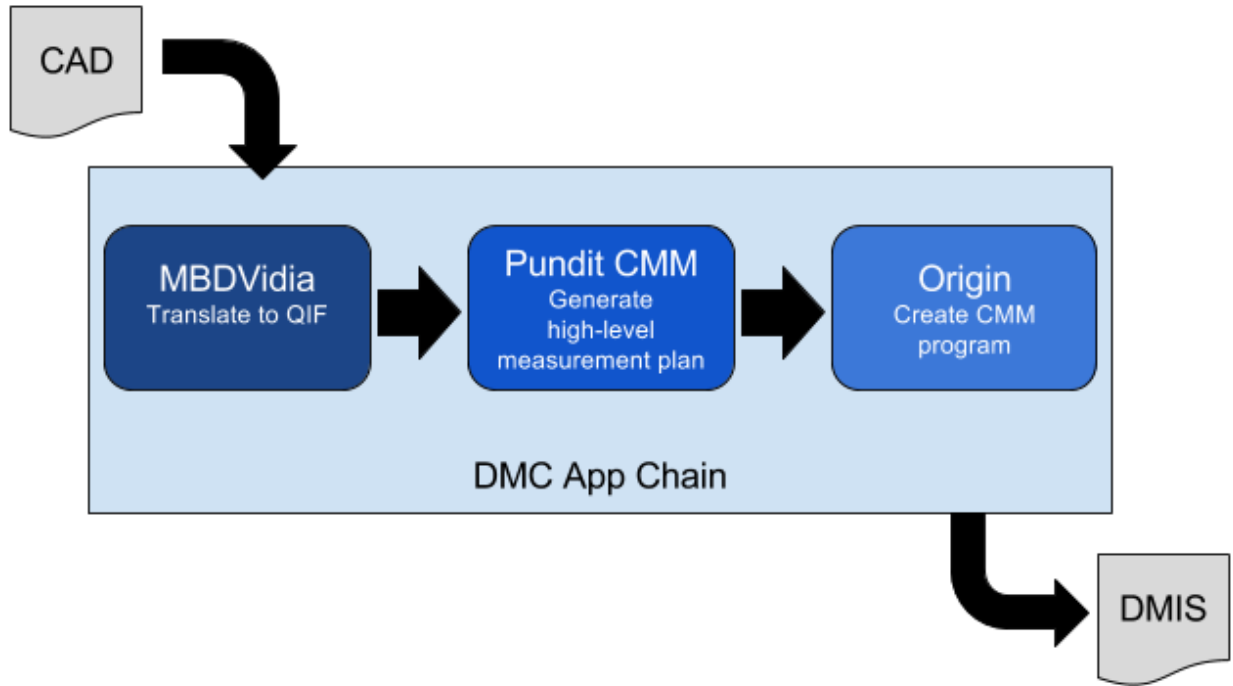 CAD
MBDVidia
Translate to QIF
Pundit CMM
Generate
high-level
measurement plan
Origin
Create CMM
program
DMC App Chain
DMIS